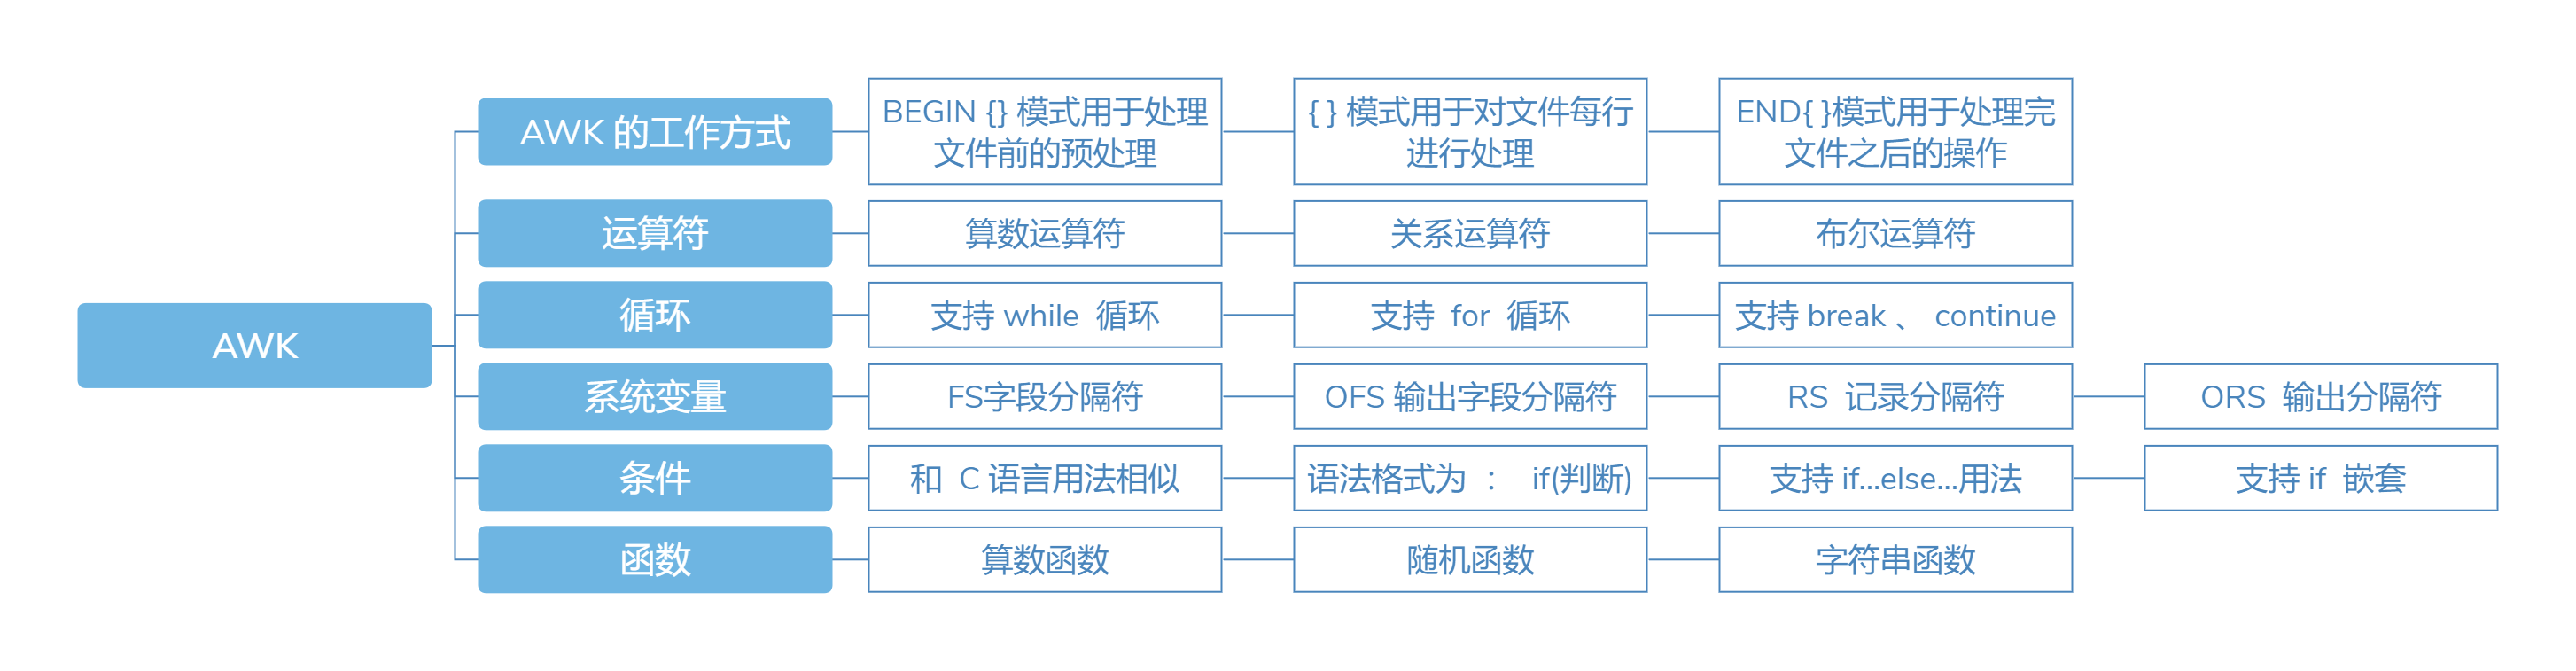 AWK
AWK 的工作方式
BEGIN {} 模式用于处理
文件前的预处理
{ } 模式用于对文件每行
进行处理
END{ }模式用于处理完
文件之后的操作
运算符
算数运算符
关系运算符
布尔运算符
循环
支持 while 循环
支持 for 循环
支持 break 、 continue
系统变量
FS字段分隔符
OFS 输出字段分隔符
RS 记录分隔符
ORS 输出分隔符
条件
和 C 语言用法相似
语法格式为 ： if(判断)
支持 if...else...用法
支持 if 嵌套
函数
算数函数
随机函数
字符串函数